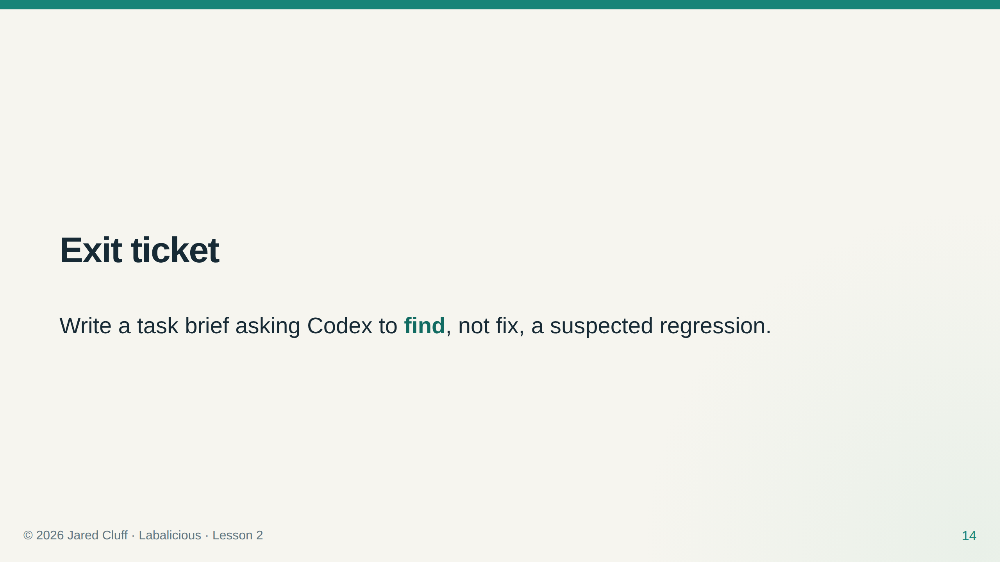 Exit ticket
Write a task brief asking Codex to find, not fix, a suspected regression.
© 2026 Jared Cluff · Labalicious · Lesson 2
14